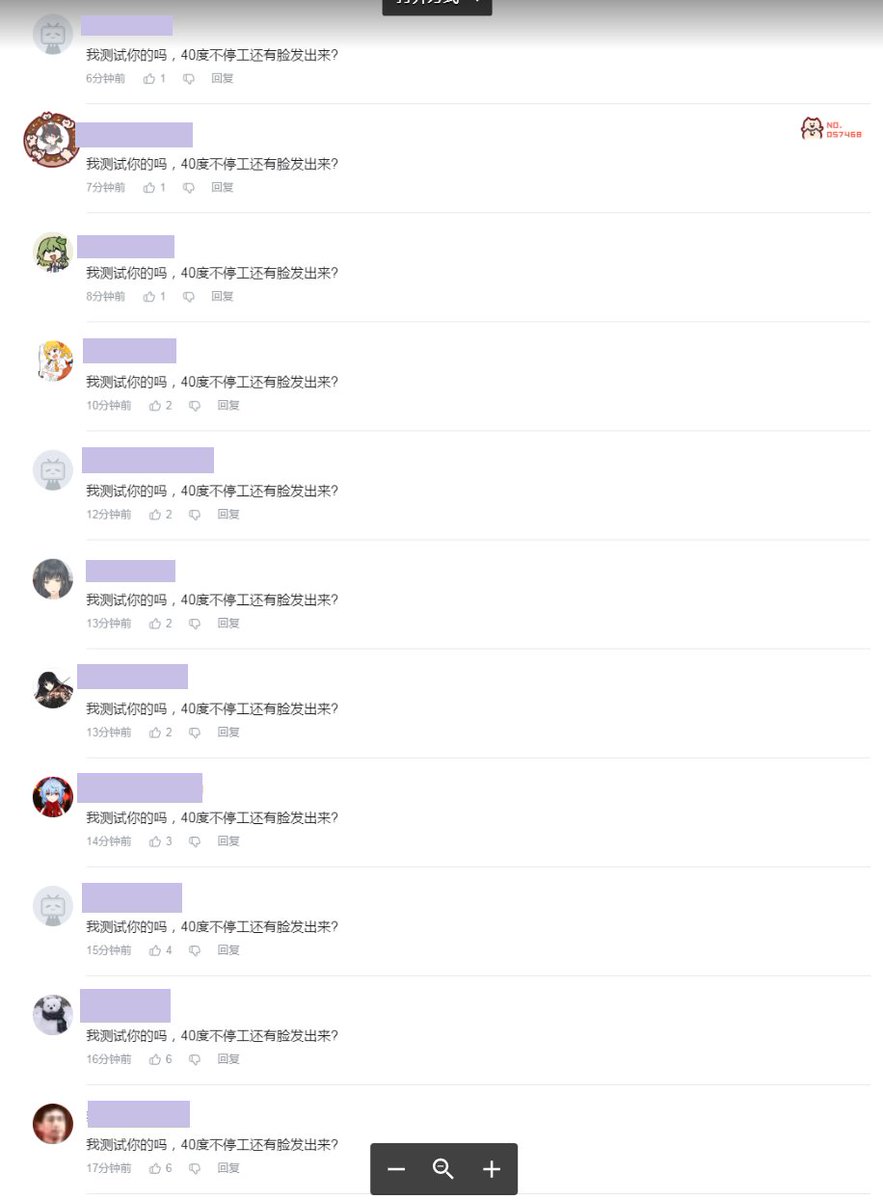 我测试你的吗，40度不停工还有脸发出来?
6分钟前 1 回复
NO.
057468
我测试你的吗，40度不停工还有脸发出来?
7分钟前 1 回复
我测试你的吗，40度不停工还有脸发出来?
8分钟前 1 回复
我测试你的吗，40度不停工还有脸发出来?
10分钟前 2 回复
我测试你的吗，40度不停工还有脸发出来?
12分钟前 2 回复
我测试你的吗，40度不停工还有脸发出来?
13分钟前 2 回复
我测试你的吗，40度不停工还有脸发出来?
13分钟前 2 回复
我测试你的吗，40度不停工还有脸发出来?
14分钟前 3 回复
我测试你的吗，40度不停工还有脸发出来?
15分钟前 4 回复
我测试你的吗，40度不停工还有脸发出来?
16分钟前 6 回复
我测试你的吗，40度不停工还有脸发出来?
17分钟前 6 回复